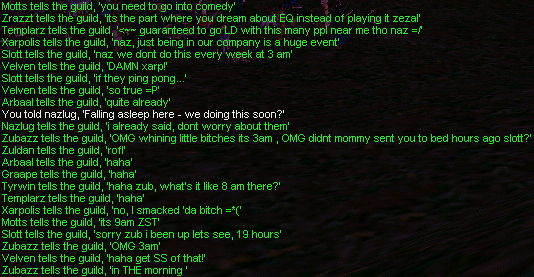 Motts tells the guild, 'you need to go into comedy'
Zrazzt tells the guild, 'its the part where you dream about EQ instead of playing it zezal'
Templarz tells the guild, '<~~ guaranteed to go LD with this many ppl near me tho naz =/'
Xarpolis tells the guild, 'naz, just being in our company is a huge event'
Slott tells the guild, 'naz we dont do this every week at 3 am'
Velven tells the guild, 'DAMN xarp!'
Slott tells the guild, 'if they ping pong...'
Velven tells the guild, 'so true =P'
Arbaal tells the guild, 'quite already'
You told nazlug, 'Falling asleep here - we doing this soon?'
Nazlug tells the guild, 'i already said, dont worry about them'
Zubazz tells the guild, 'OMG whining little bitches its 3am , OMG didnt mommy sent you to bed hours ago slott?'
Zuldan tells the guild, 'rofl'
Arbaal tells the guild, 'haha'
Graape tells the guild, 'haha'
Tyrwin tells the guild, 'haha zub, what's it like 8 am there?'
Templarz tells the guild, 'haha'
Xarpolis tells the guild, 'no, I smacked 'da bitch =*('
Motts tells the guild, 'its 9am ZST'
Slott tells the guild, 'sorry zub i been up lets see, 19 hours'
Zubazz tells the guild, 'OMG 3am'
Velven tells the guild, 'haha get SS of that!'
Zubazz tells the guild, 'in THE morning '